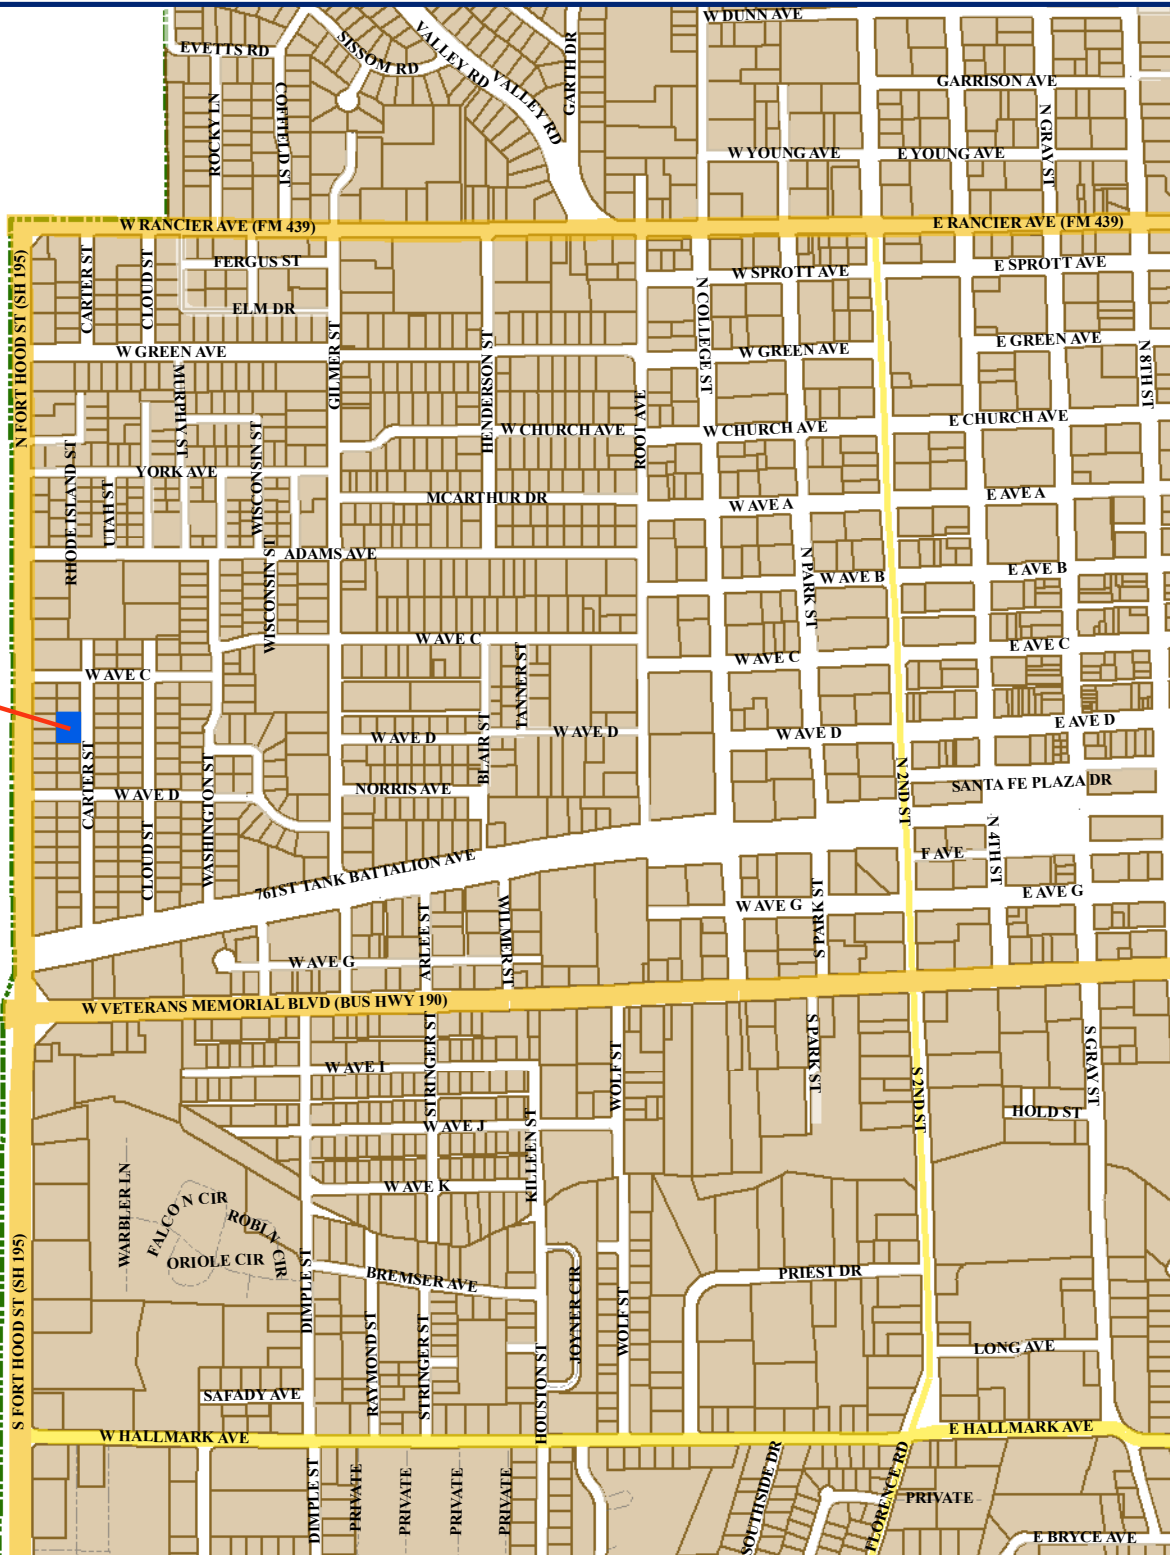 W DUNN AVE
EVETTS RD
SISSOM RD
VALLEY RD
VALLEY RD
GARTH DR
GARRISON AVE
ROCKY LN
COFFIELD ST
N GRAY ST
W YOUNG AVE
E YOUNG AVE
W RANCIER AVE (FM 439)
E RANCIER AVE (FM 439)
N FORT HOOD ST (SH 195)
CARTER ST
CLOUD ST
FERGUS ST
ELM DR
W SPROTT AVE
E SPROTT AVE
N COLLEGE ST
W GREEN AVE
GILMER ST
HENDERSON ST
W GREEN AVE
E GREEN AVE
N 8TH ST
MURPHY ST
ROOT AVE
W CHURCH AVE
W CHURCH AVE
E CHURCH AVE
RHODE ISLAND ST
UTAH ST
YORK AVE
WISCONSIN ST
MCARTHUR DR
W AVE A
E AVE A
ADAMS AVE
WISCONSIN ST
N PARK ST
W AVE B
E AVE B
W AVE C
W AVE C
W AVE C
E AVE C
TANNER ST
BLAIR ST
W AVE D
W AVE D
W AVE D
E AVE D
CARTER ST
WASHINGTON ST
N 2ND ST
NORRIS AVE
SANTA FE PLAZA DR
W AVE D
CLOUD ST
N 4TH ST
F AVE
761ST TANK BATTALION AVE
E AVE G
W AVE G
S PARK ST
ARLEE ST
WILMER ST
W AVE G
W VETERANS MEMORIAL BLVD (BUS HWY 190)
STRINGER ST
W AVE I
WOLF ST
S PARK ST
S 2ND ST
S GRAY ST
HOLD ST
W AVE J
KILLEEN ST
W AVE K
WARBLER LN
FALCON CIR
ROBIN CIR
ORIOLE CIR
S FORT HOOD ST (SH 195)
DIMPLE ST
BREMSER AVE
PRIEST DR
JOYNER CIR
WOLF ST
RAYMOND ST
STRINGER ST
HOUSTON ST
LONG AVE
SAFADY AVE
W HALLMARK AVE
E HALLMARK AVE
DIMPLE ST
PRIVATE
PRIVATE
PRIVATE
PRIVATE
SOUTHSIDE DR
FLORENCE RD
PRIVATE
E BRYCE AVE